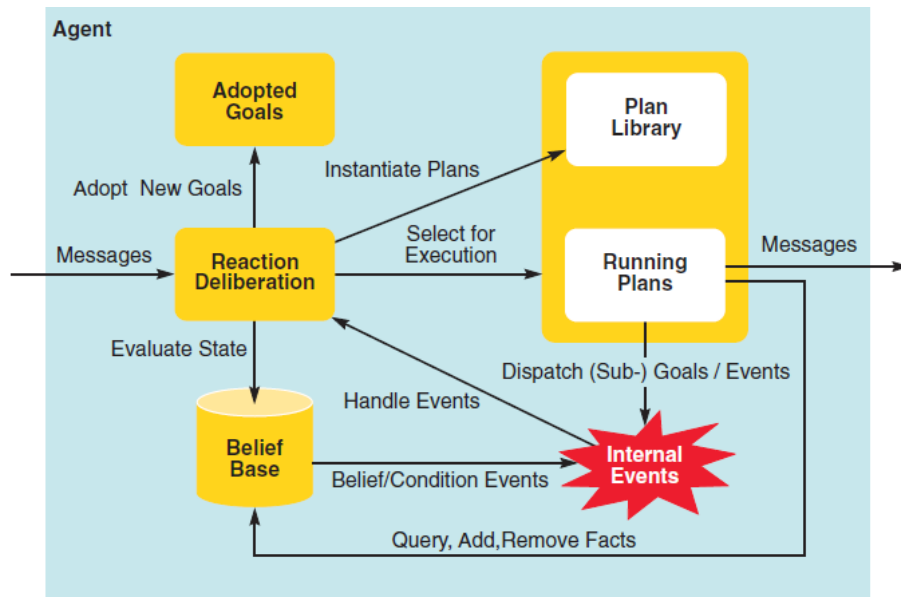 Agent
Adopted
Goals
Plan
Library
Instantiate Plans
Adopt  New Goals
Select for
Execution
Messages
Messages
Reaction
Deliberation
Running
Plans
Evaluate State
Dispatch (Sub-) Goals / Events
Handle Events
Belief
Base
Internal
Events
Belief/Condition Events
Query, Add,Remove Facts